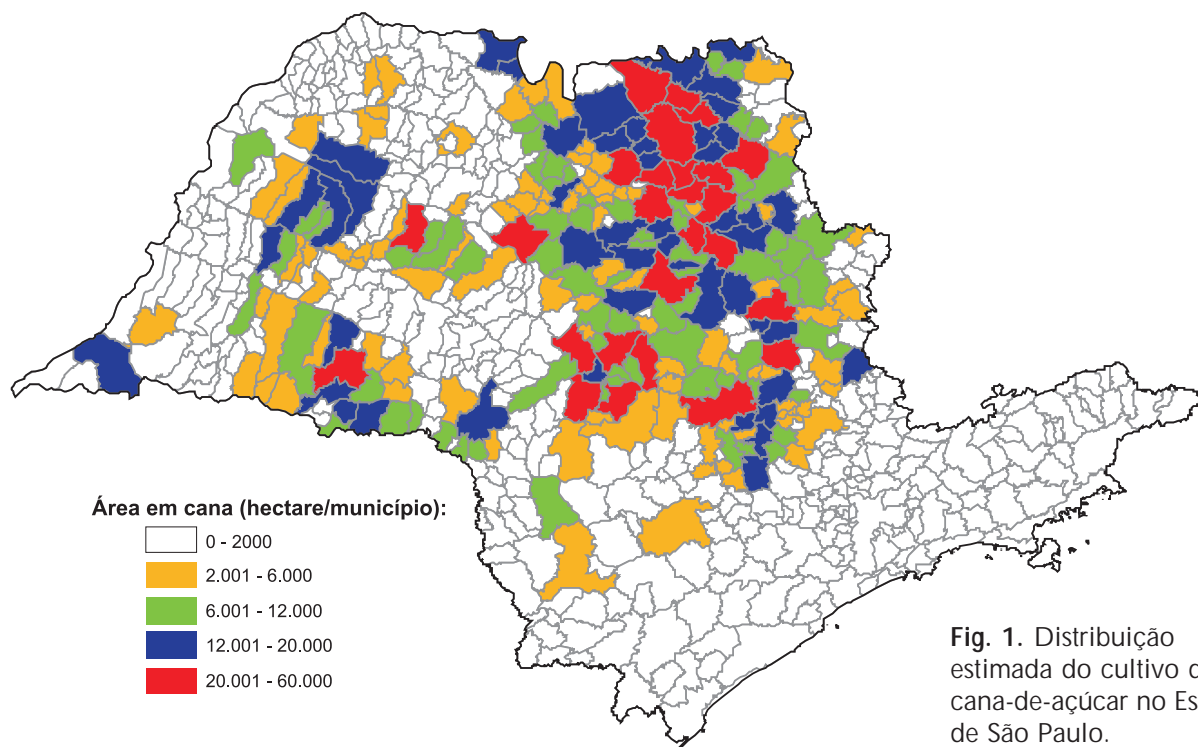 Área em cana (hectare/município):
0 - 2000
2.001 - 6.000
6.001 - 12.000
12.001 - 20.000
20.001 - 60.000
Fig. 1. Distribuição
estimada do cultivo
cana-de-açúcar no
de São Paulo.